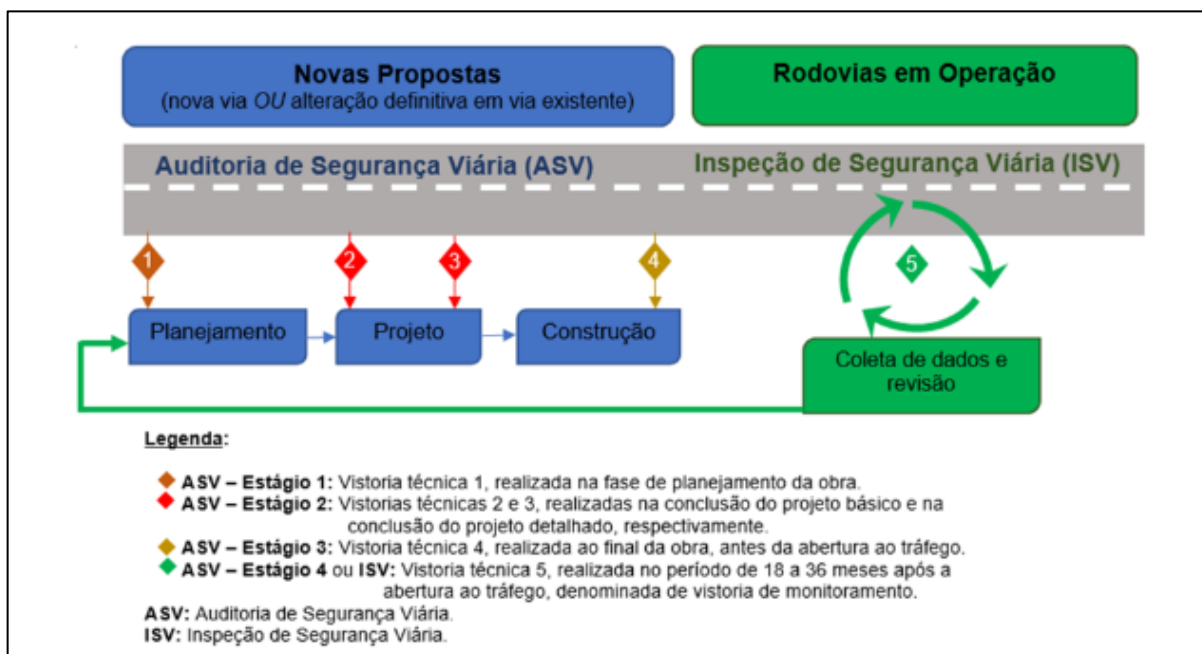 Novas Propostas
(nova via OU alteração definitiva em via existente)
Rodovias em Operação
Auditoria de Segurança Viária (ASV)
Inspeção de Segurança Viária (ISV)
1
2
3
4
5
Planejamento
Projeto
Construção
Coleta de dados e
revisão
Legenda:
ASV – Estágio 1: Vistoria técnica 1, realizada na fase de planejamento da obra.
ASV – Estágio 2: Vistorias técnicas 2 e 3, realizadas na conclusão do projeto básico e na
conclusão do projeto detalhado, respectivamente.
ASV – Estágio 3: Vistoria técnica 4, realizada ao final da obra, antes da abertura ao tráfego.
ASV – Estágio 4 ou ISV: Vistoria técnica 5, realizada no período de 18 a 36 meses após a
abertura ao tráfego, denominada de vistoria de monitoramento.
ASV: Auditoria de Segurança Viária.
ISV: Inspeção de Segurança Viária.